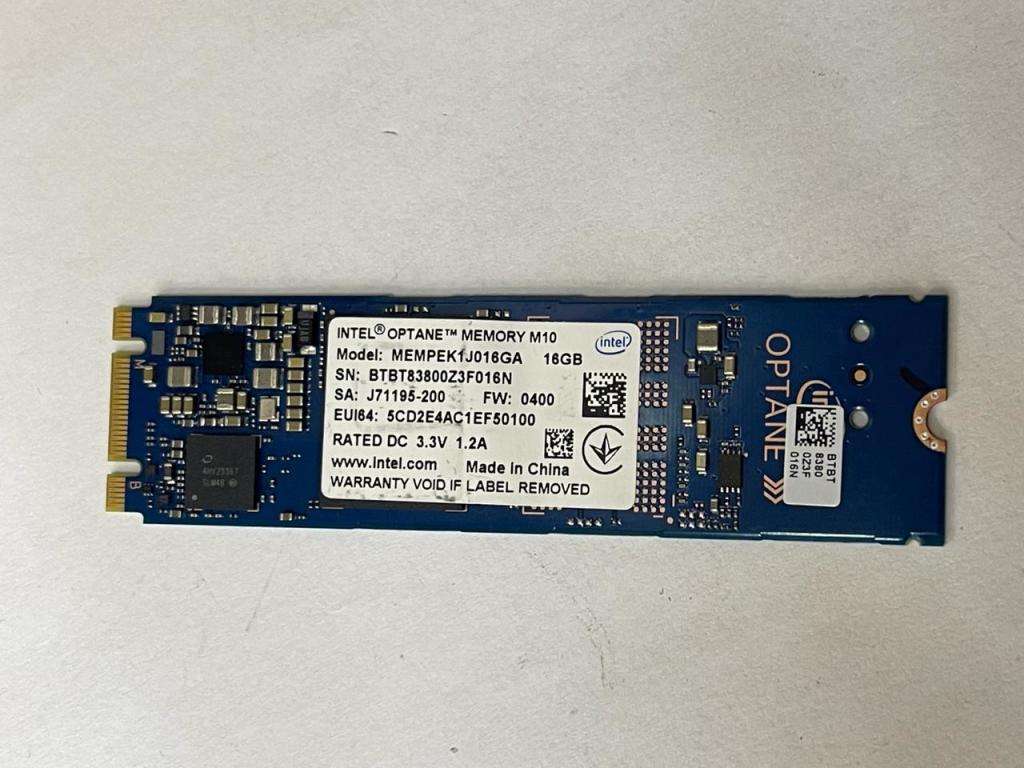 INTEL® OPTANE™ MEMORY M10
Model: MEMPEK1J016GA 16GB
SN: BTBT83800Z3F016N
SA: J71195-200 FW: 0400
EUI64: 5CD2E4AC1EF50100
RATED DC 3.3V 1.2A
www.intel.com Made in China
WARRANTY VOID IF LABEL REMOVED
intel
OPTANE
BTBT
8380
0Z3F
016N
M
B